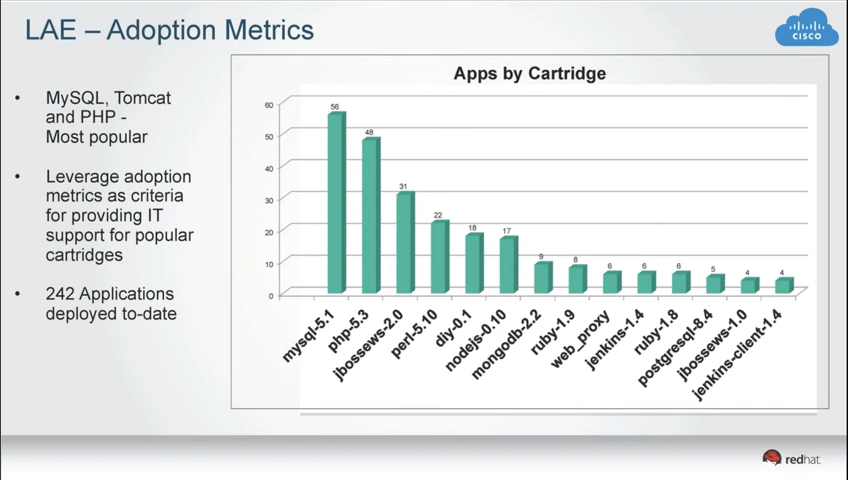 LAE – Adoption Metrics
CISCO
• MySQL, Tomcat
and PHP -
Most popular
• Leverage adoption
metrics as criteria
for providing IT
support for popular
cartridges
• 242 Applications
deployed to-date
Apps by Cartridge
60
50
40
30
20
10
0
56
48
31
22
18
17
9
8
6
6
6
5
4
4
mysql-5.1
php-5.3
jbossews-2.0
perl-5.10
diy-0.1
nodejs-0.10
mongodb-2.2
ruby-1.9
web_proxy
jenkins-1.4
ruby-1.8
postgresql-8.4
jbossews-1.0
jenkins-client-1.4
redhat.